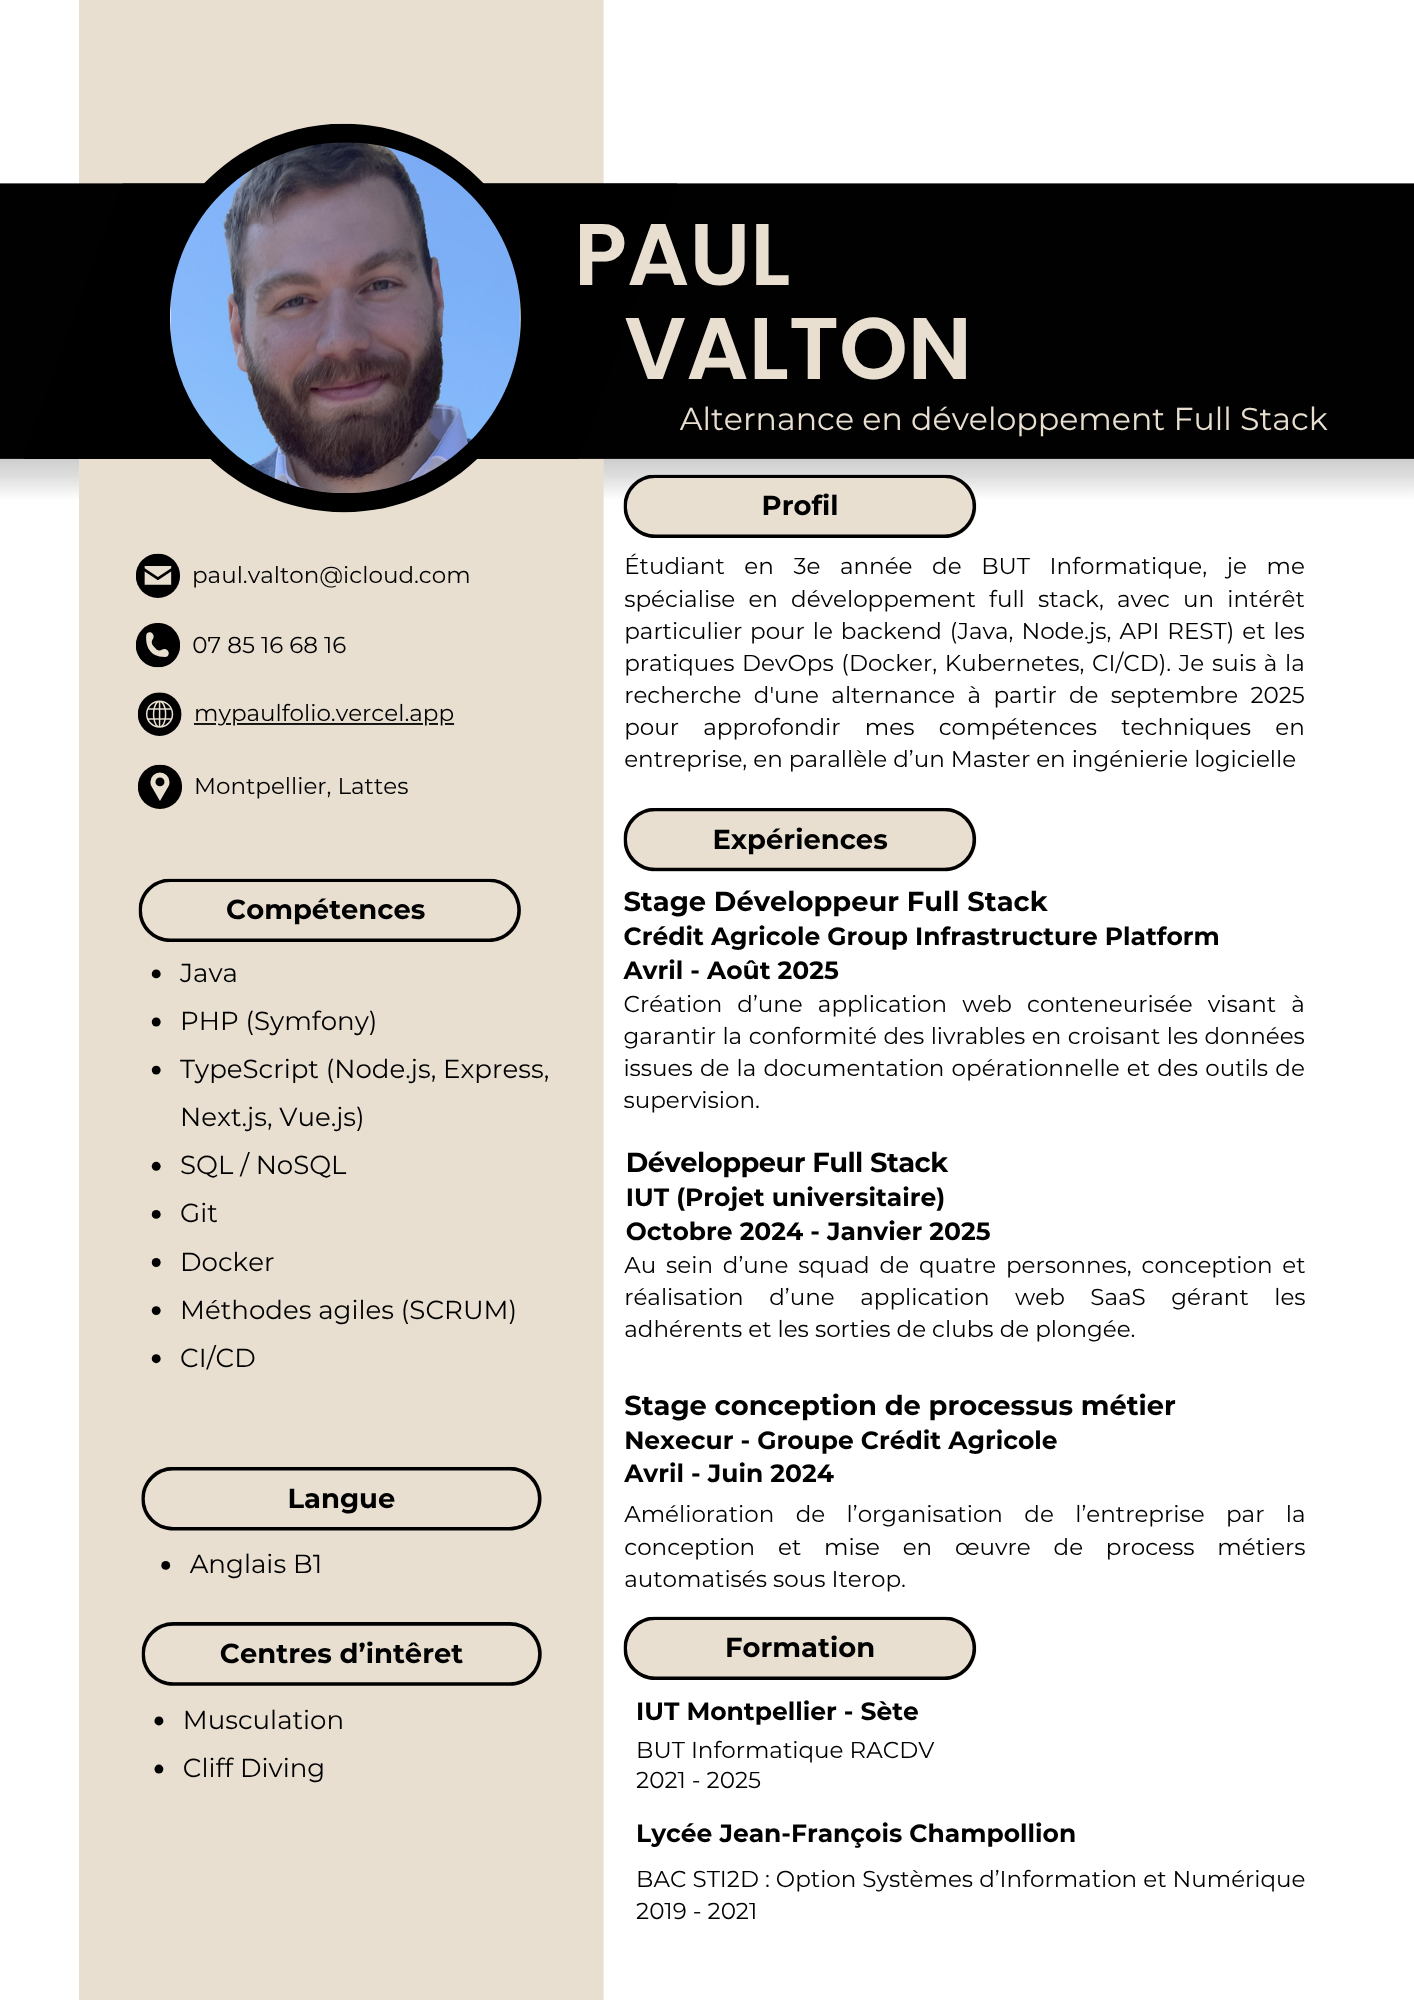 PAUL
VALTON
Alternance en développement Full Stack
paul.valton@icloud.com
07 85 16 68 16
mypaulfolio.vercel.app
Montpellier, Lattes
Compétences
• Java
• PHP (Symfony)
• TypeScript (Node.js, Express,
Next.js, Vue.js)
• SQL / NoSQL
• Git
• Docker
• Méthodes agiles (SCRUM)
• CI/CD
Langue
• Anglais B1
Centres d’intêret
• Musculation
• Cliff Diving
Profil
Étudiant en 3e année de BUT Informatique, je me
spécialise en développement full stack, avec un intérêt
particulier pour le backend (Java, Node.js, API REST) et les
pratiques DevOps (Docker, Kubernetes, CI/CD). Je suis à la
recherche d'une alternance à partir de septembre 2025
pour approfondir mes compétences techniques en
entreprise, en parallèle d’un Master en ingénierie logicielle
Expériences
Stage Développeur Full Stack
Crédit Agricole Group Infrastructure Platform
Avril - Août 2025
Création d’une application web conteneurisée visant à
garantir la conformité des livrables en croisant les données
issues de la documentation opérationnelle et des outils de
supervision.
Développeur Full Stack
IUT (Projet universitaire)
Octobre 2024 - Janvier 2025
Au sein d’une squad de quatre personnes, conception et
réalisation d’une application web SaaS gérant les
adhérents et les sorties de clubs de plongée.
Stage conception de processus métier
Nexecur - Groupe Crédit Agricole
Avril - Juin 2024
Amélioration de l’organisation de l’entreprise par la
conception et mise en œuvre de process métiers
automatisés sous Iterop.
Formation
IUT Montpellier - Sète
BUT Informatique RACDV
2021 - 2025
Lycée Jean-François Champollion
BAC STI2D : Option Systèmes d’Information et Numérique
2019 - 2021